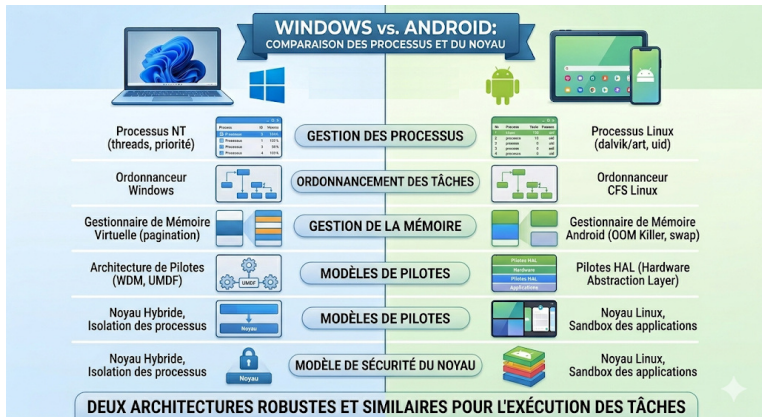 WINDOWS vs. ANDROID:
COMPARAISON DES PROCESSUS ET DU NOYAU
Processus NT
(threads, priorité)
GESTION DES PROCESSUS
Processus Linux
(dalvik/art, uid)
Ordonnanceur
Windows
ORDONNANCEMENT DES TÂCHES
Ordonnanceur
CFS Linux
Gestionnaire de Mémoire
Virtuelle (pagination)
GESTION DE LA MÉMOIRE
Gestionnaire de Mémoire
Android (OOM Killer, swap)
Architecture de Pilotes
(WDM, UMDF)
UMDF
MODÈLES DE PILOTES
Pilotes HAL
Hardware
Pilotes HAL
Applications
Pilotes HAL (Hardware
Abstraction Layer)
Noyau Hybride,
Isolation des processus
Noyau
MODÈLES DE PILOTES
Noyau Linux,
Sandbox des applications
Noyau Hybride,
Isolation des processus
Noyau
MODÈLE DE SÉCURITÉ DU NOYAU
Noyau Linux,
Sandbox des applications
DEUX ARCHITECTURES ROBUSTES ET SIMILAIRES POUR L'EXÉCUTION DES TÂCHES